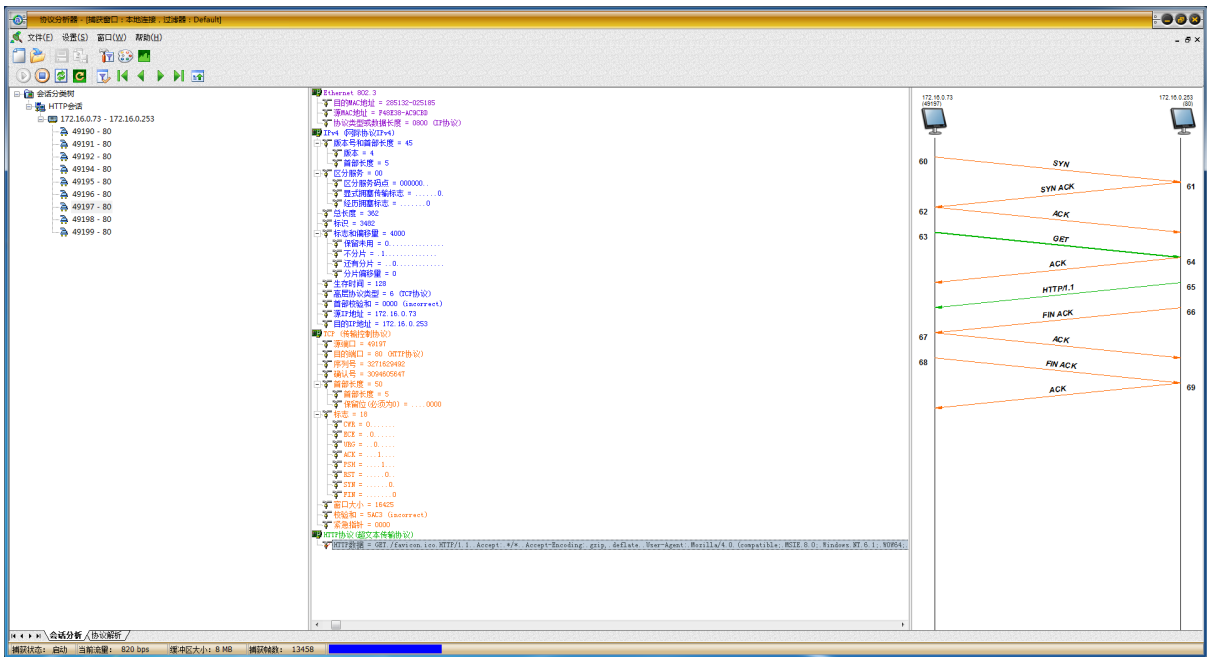 协议分析器 - [捕获窗口：本地连接，过滤器：Default]
文件(F) 设置(S) 窗口(W) 帮助(H)
会话分类树
HTTP会话
172.16.0.73 - 172.16.0.253
49190 - 80
49191 - 80
49192 - 80
49194 - 80
49195 - 80
49196 - 80
49197 - 80
49198 - 80
49199 - 80
Ethernet 802.3
目的MAC地址 = 285132-025185
源MAC地址 = F48E38-AC9CED
协议类型或数据长度 = 0800 (IP协议)
IPv4 (网际协议IPv4)
版本号和首部长度 = 45
版本 = 4
首部长度 = 5
区分服务 = 00
区分服务码点 = 000000..
显式拥塞传输标志 = ......0.
经历拥塞标志 = .......0
总长度 = 362
标识 = 3482
标志和偏移量 = 4000
保留未用 = 0...............
不分片 = .1..............
还有分片 = ..0.............
分片偏移量 = 0
生存时间 = 128
高层协议类型 = 6 (TCP协议)
首部校验和 = 0000 (incorrect)
源IP地址 = 172.16.0.73
目的IP地址 = 172.16.0.253
TCP (传输控制协议)
源端口 = 49197
目的端口 = 80 (HTTP协议)
序列号 = 3271629492
确认号 = 3094605647
首部长度 = 50
首部长度 = 5
保留位(必须为0) = ....0000
标志 = 18
CWR = 0.......
ECE = .0......
URG = ..0.....
ACK = ...1....
PSH = ....1...
RST = .....0..
SYN = ......0.
FIN = .......0
窗口大小 = 16425
校验和 = 5AC3 (incorrect)
紧急指针 = 0000
HTTP协议(超文本传输协议)
HTTP数据 = GET./favicon.ico.HTTP/1.1..Accept:.*/*..Accept-Encoding:.gzip,.deflate..User-Agent:.Mozilla/4.0.(compatible;.MSIE.8.0;.Windows.NT.6.1;.WOW64;
172.16.0.73
(49197)
172.16.0.253
(80)
60
SYN
61
SYN ACK
62
ACK
63
GET
64
ACK
65
HTTP/1.1
66
FIN ACK
67
ACK
68
FIN ACK
69
ACK
会话分析 协议解析
捕获状态： 启动 当前流量： 820 bps 缓冲区大小：8 MB 捕获帧数： 13458